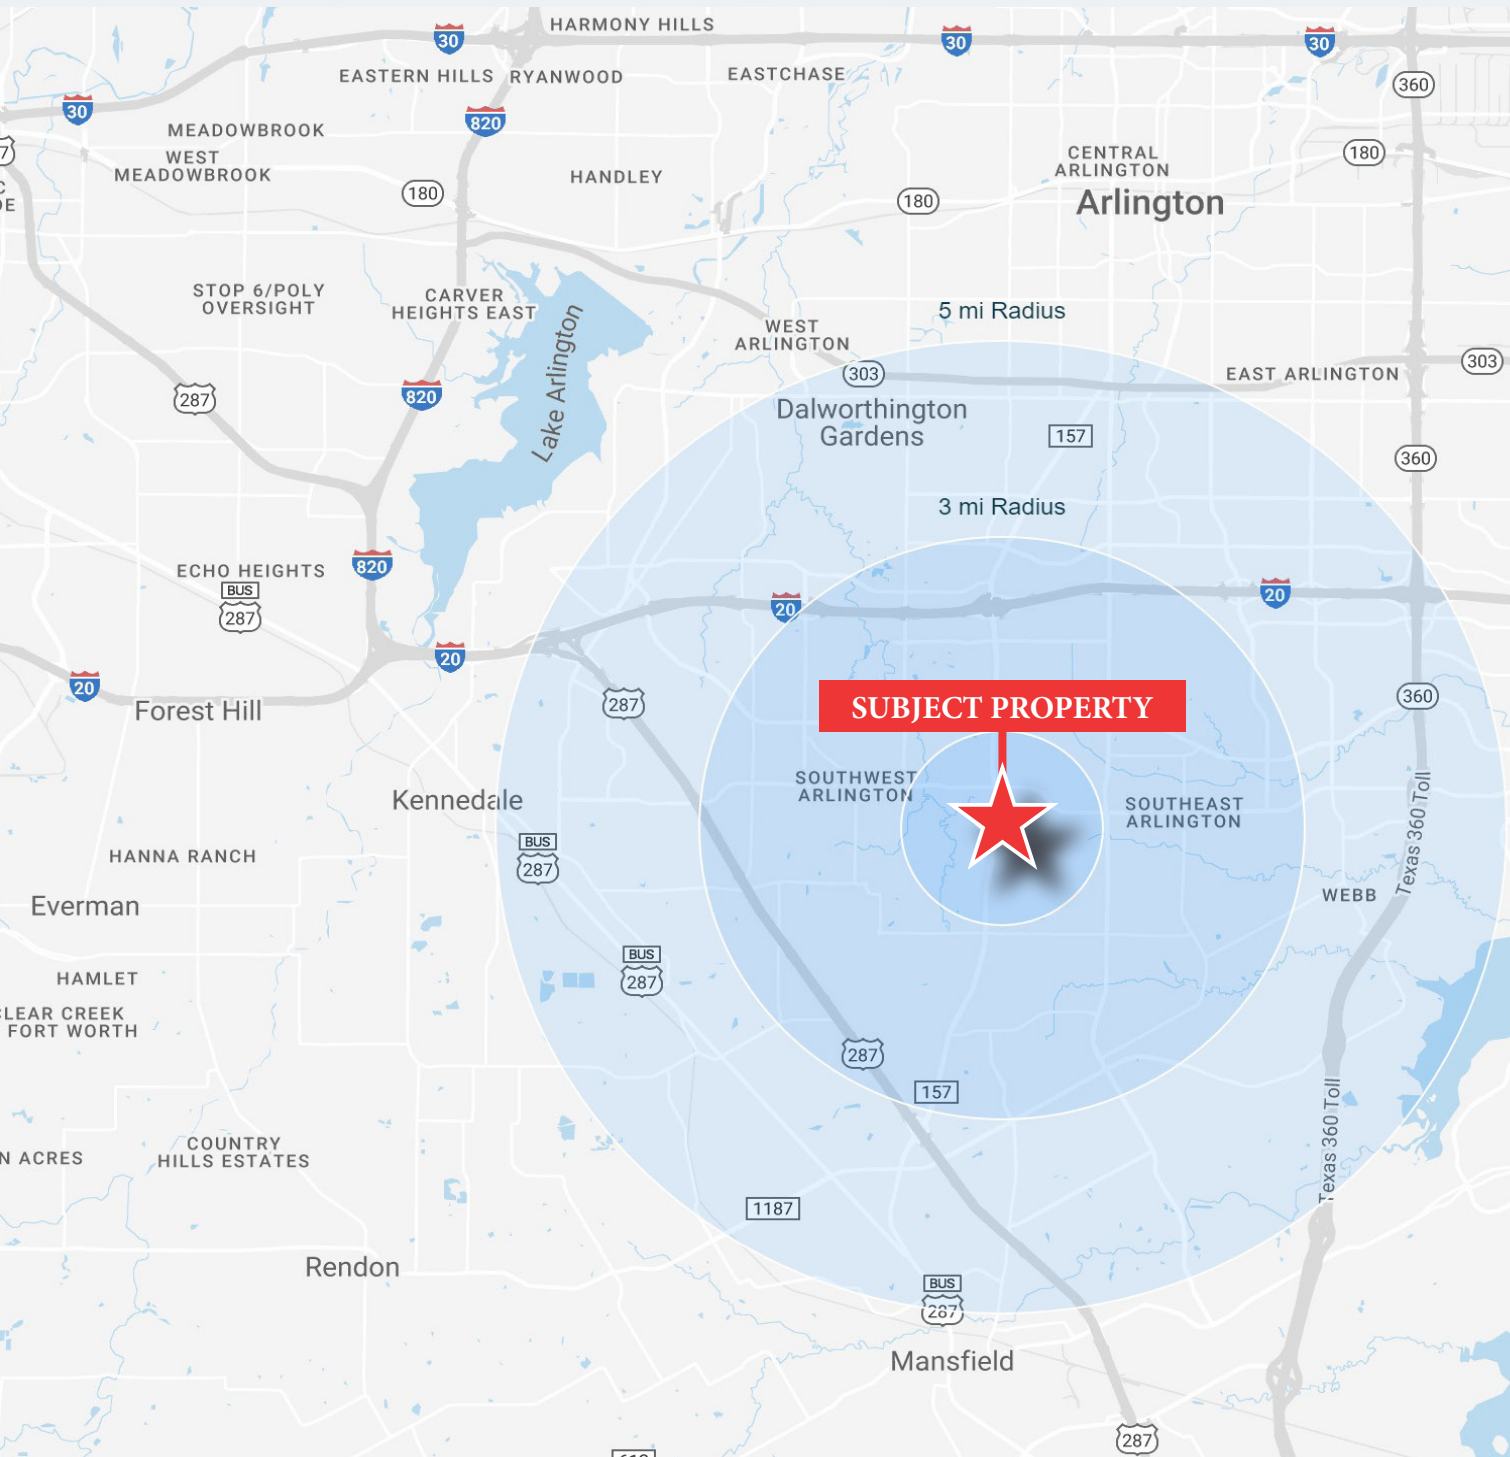 HARMONY HILLS
30
30
30
EASTERN HILLS
RYANWOOD
EASTCHASE
360
30
820
MEADOWBROOK
WEST
MEADOWBROOK
CENTRAL
ARLINGTON
180
HANDLEY
180
180
Arlington
STOP 6/POLY
OVERSIGHT
CARVER
HEIGHTS EAST
Lake Arlington
5 mi Radius
WEST
ARLINGTON
303
303
EAST ARLINGTON
287
820
Dalworthington
Gardens
157
360
3 mi Radius
ECHO HEIGHTS
BUS
287
820
20
20
20
20
Forest Hill
287
360
SUBJECT PROPERTY
SOUTHWEST
ARLINGTON
SOUTHEAST
ARLINGTON
Kennedale
Texas 360 Toll
BUS
287
HANNA RANCH
WEBB
Everman
BUS
287
HAMLET
CLEAR CREEK
FORT WORTH
287
157
Texas 360 Toll
COUNTRY
HILLS ESTATES
N ACRES
1187
Rendon
BUS
287
Mansfield
287